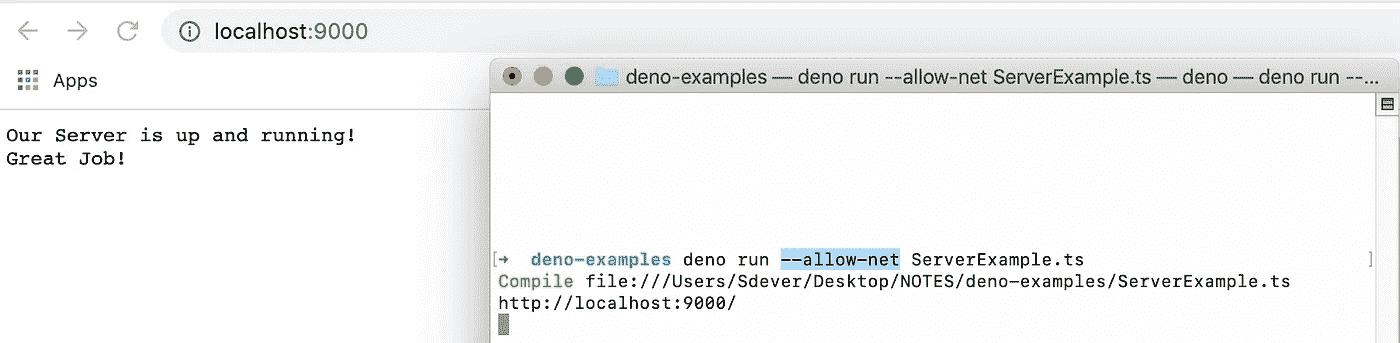 localhost:9000
Apps
Our Server is up and running!
Great Job!
deno-examples — deno run --allow-net ServerExample.ts — deno — deno run --...
[➜ deno-examples deno run --allow-net ServerExample.ts ]
Compile file:///Users/Sdever/Desktop/NOTES/deno-examples/ServerExample.ts
http://localhost:9000/